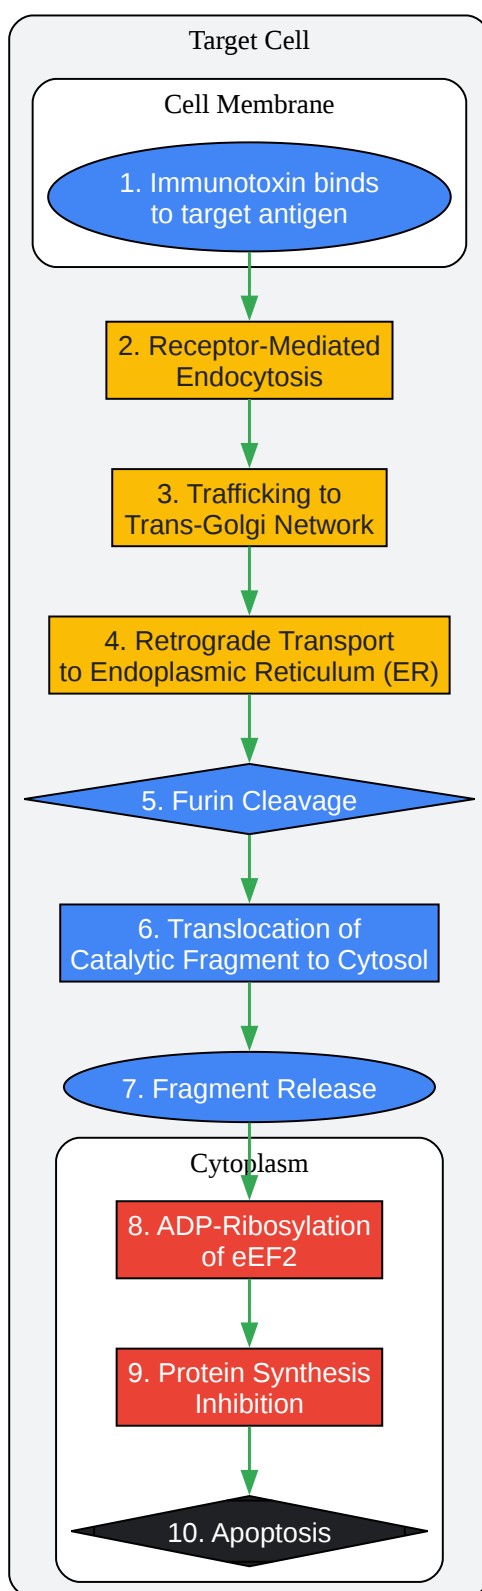 Target Cell
Cell Membrane
1. Immunotoxin binds
to target antigen
2. Receptor-Mediated
Endocytosis
3. Trafficking to
Trans-Golgi Network
4. Retrograde Transport
to Endoplasmic Reticulum (ER)
5. Furin Cleavage
6. Translocation of
Catalytic Fragment to Cytosol
7. Fragment Release
Cytoplasm
8. ADP-Ribosylation
of eEF2
9. Protein Synthesis
Inhibition
10. Apoptosis